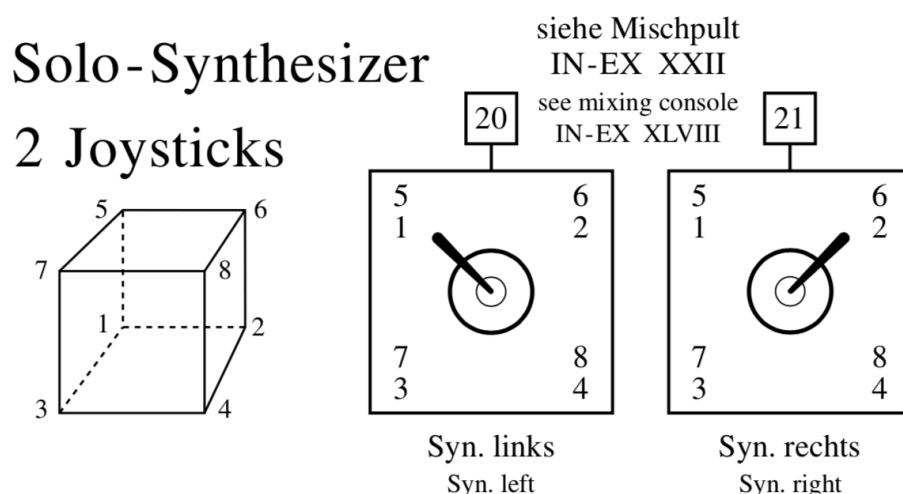 Solo-Synthesizer
2 Joysticks
siehe Mischpult
IN-EX XXII
see mixing console
IN-EX XLVIII
5 6
7 8
1 2
3 4
20
5 6
1 2
7 8
3 4
Syn. links
Syn. left
21
5 6
1 2
7 8
3 4
Syn. rechts
Syn. right